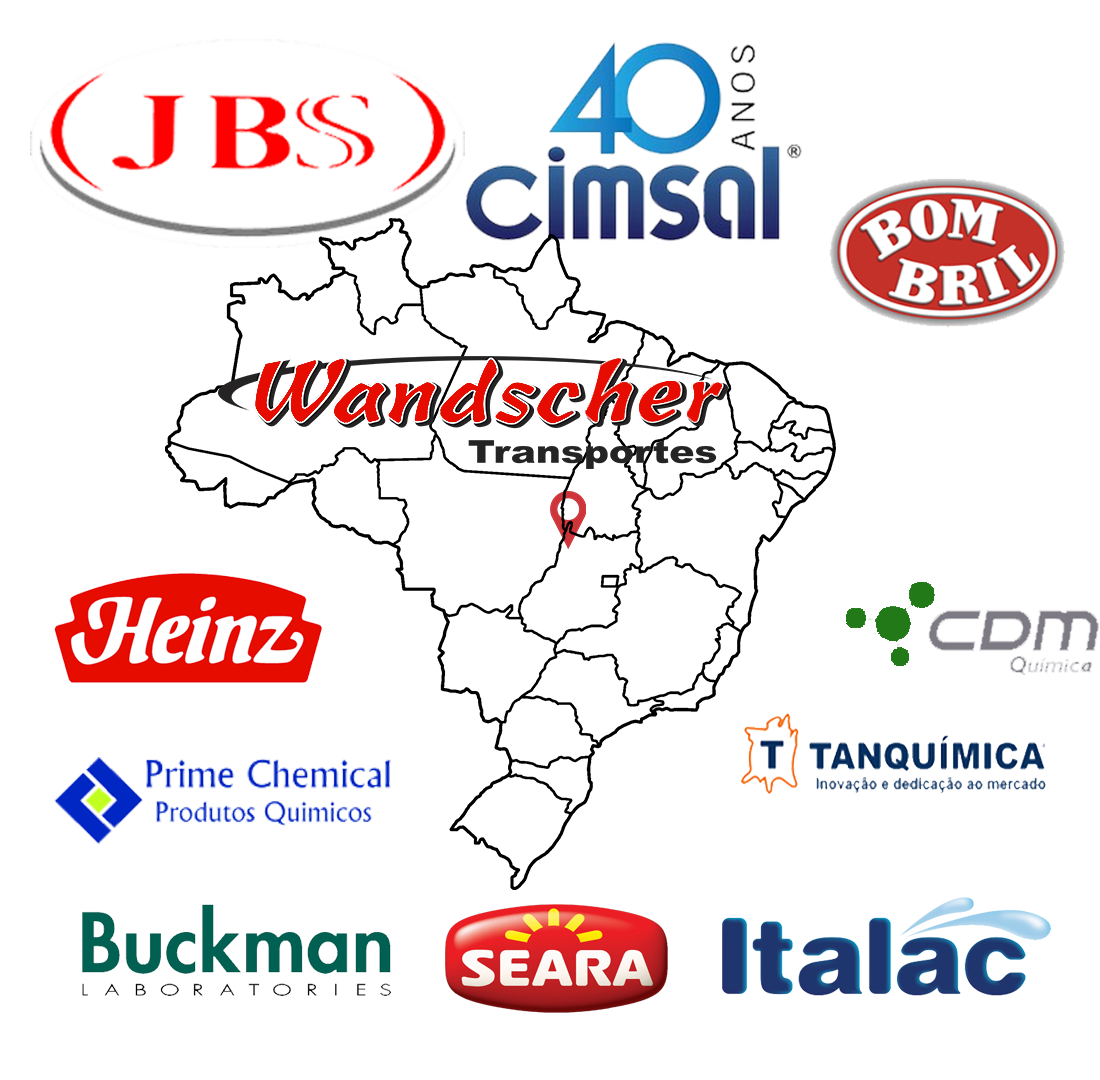 JBS
40
ANOS
cimsal®
BOM
BRIL
Wandscher
Transportes
Heinz
CDM
Química
Prime Chemical
Produtos Quimicos
T
TANQUÍMICA
Inovação e dedicação ao mercado
Buckman
LABORATORIES
SEARA
Italac